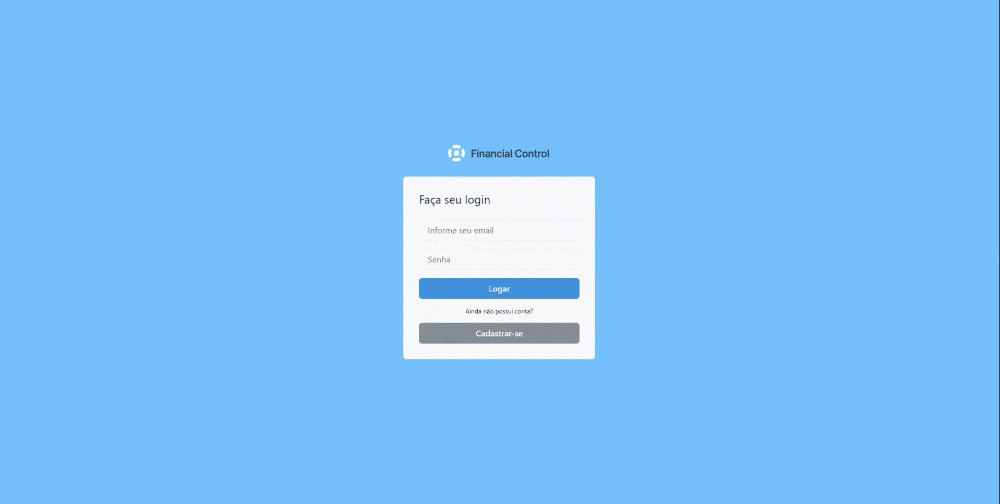 Financial Control
Faça seu login
Informe seu email
Senha
Logar
Ainda não possui conta?
Cadastrar-se